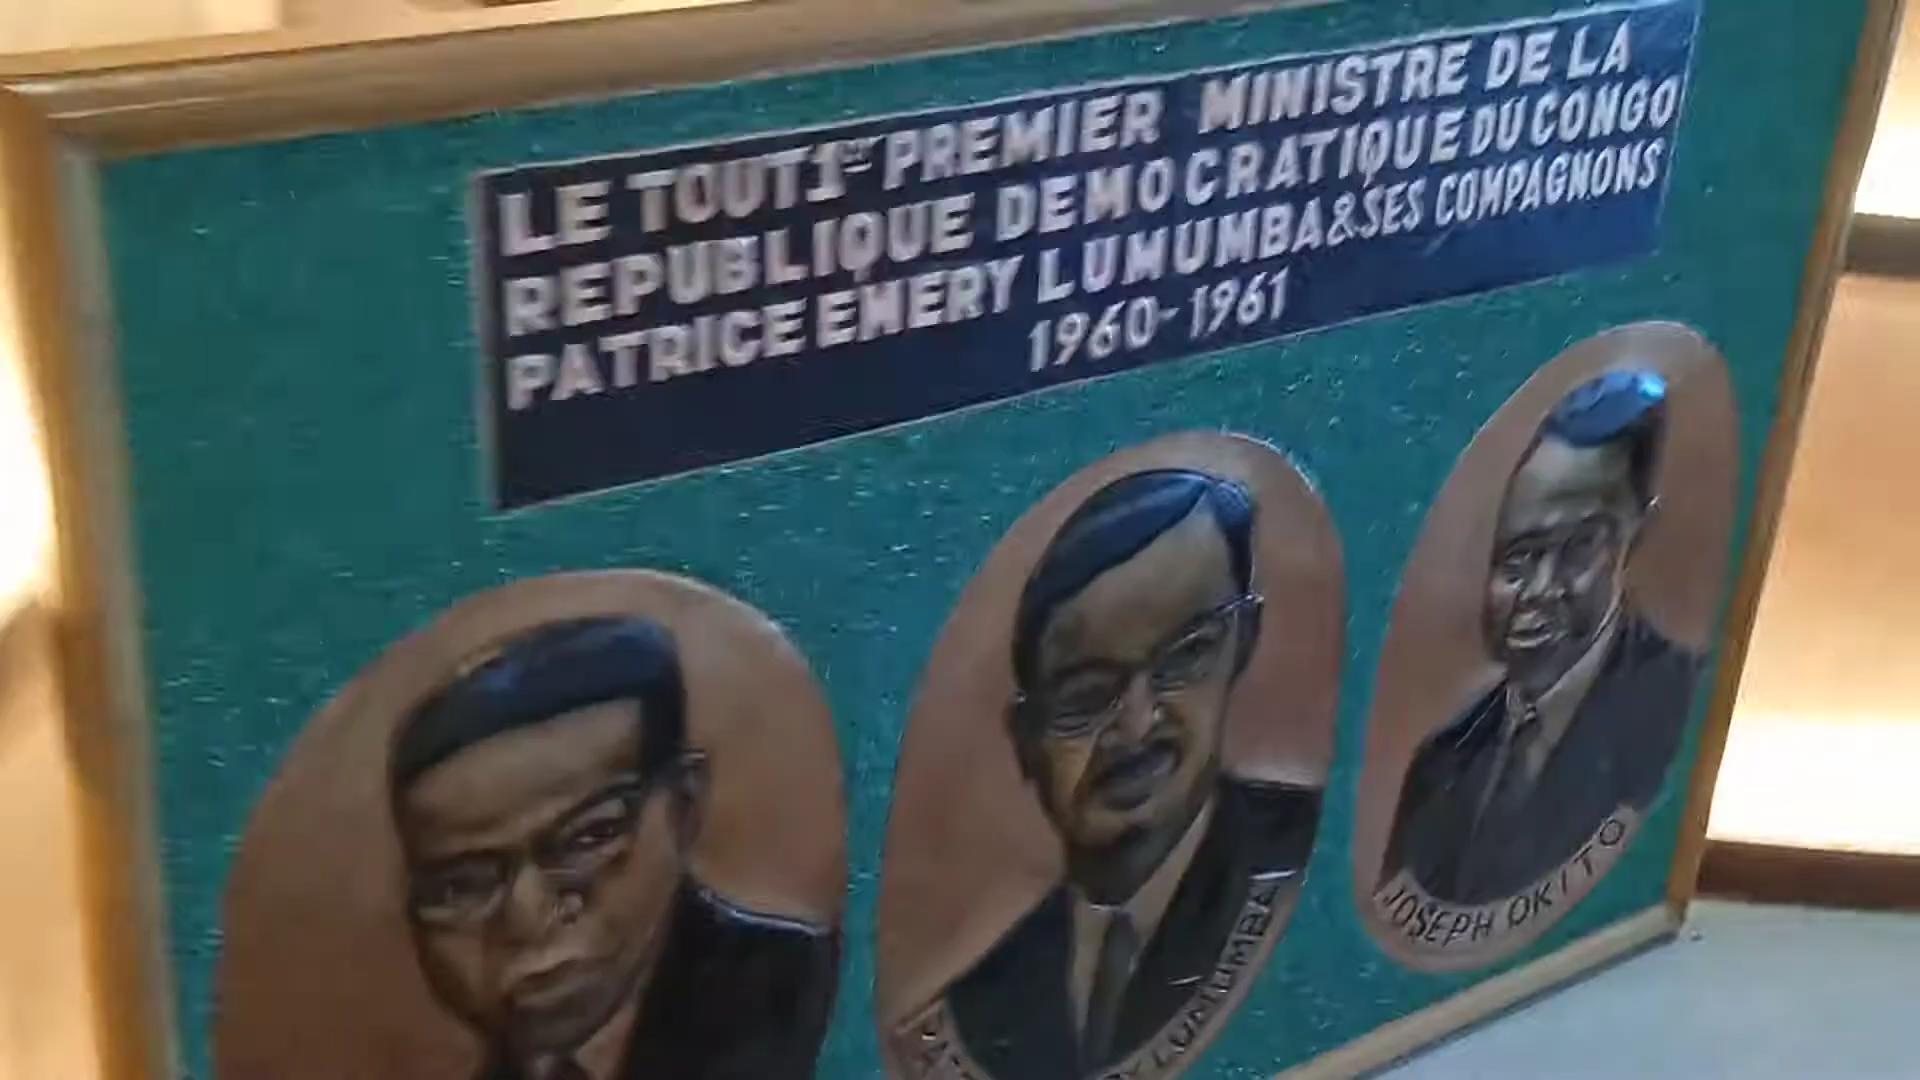 LE TOUT 1er PREMIER MINISTRE DE LA
REPUBLIQUE DEMOCRATIQUE DU CONGO
PATRICE EMERY LUMUMBA & SES COMPAGNONS
1960-1961
LUMUMBA
JOSEPH OKITO